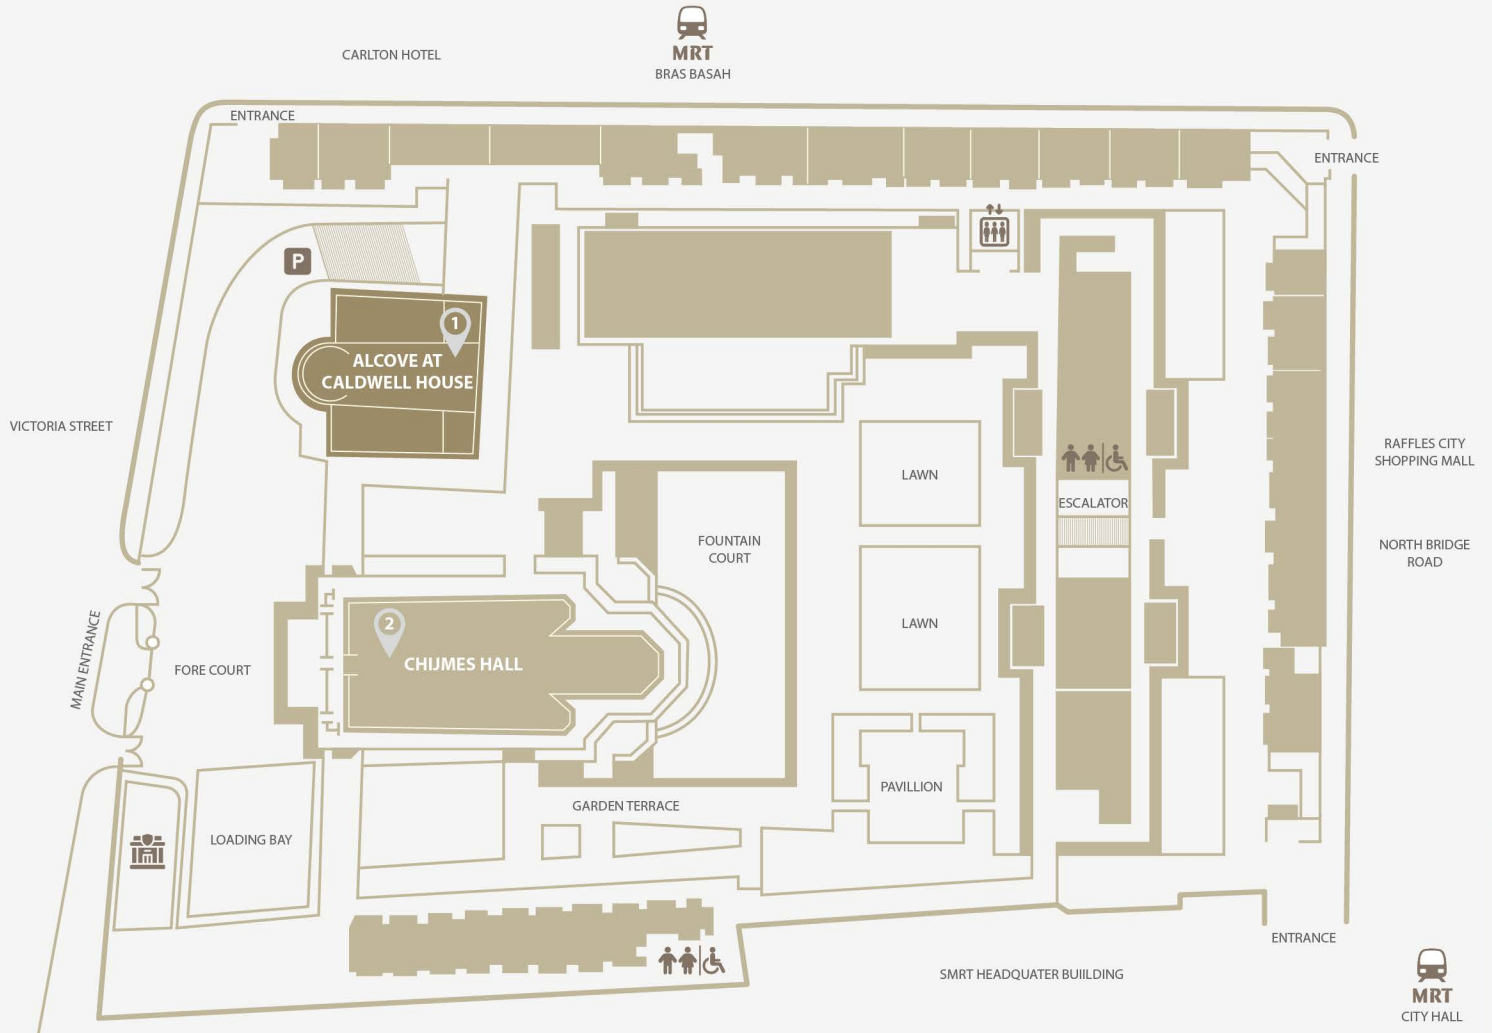 MRT
BRAS BASAH
CARLTON HOTEL
ENTRANCE
ENTRANCE
P
1
ALCOVE AT
CALDWELL HOUSE
VICTORIA STREET
RAFFLES CITY
SHOPPING MALL
LAWN
ESCALATOR
FOUNTAIN
COURT
NORTH BRIDGE
ROAD
LAWN
2
CHIJMES HALL
MAIN ENTRANCE
FORE COURT
PAVILLION
GARDEN TERRACE
LOADING BAY
ENTRANCE
SMRT HEADQUATER BUIILDING
MRT
CITY HALL